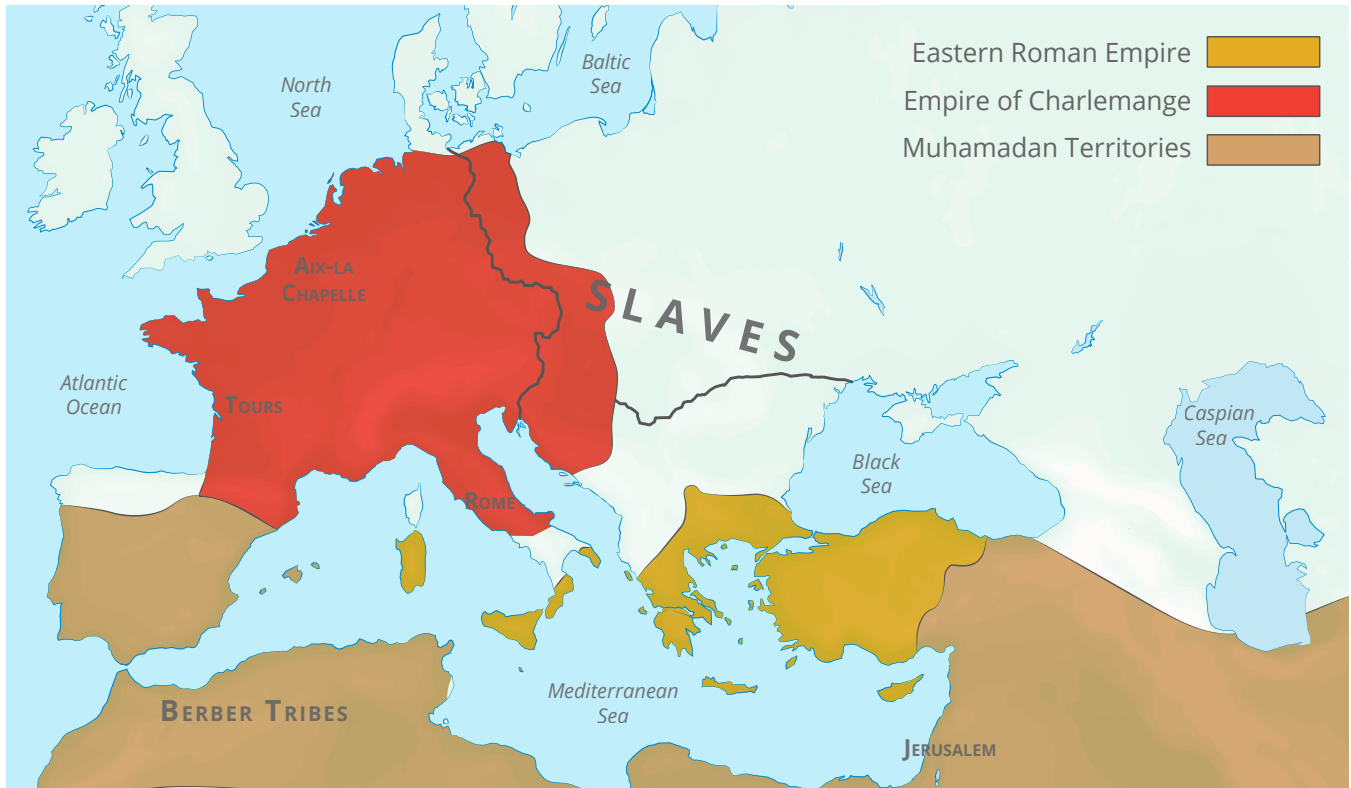 North
Sea
Baltic
Sea
Eastern Roman Empire
Empire of Charlemange
Muhamadan Territories
Aix-la
Chapelle
SLAVES
Atlantic
Ocean
Tours
Caspian
Sea
Black
Sea
Rome
Mediterranean
Sea
Berber Tribes
Jerusalem